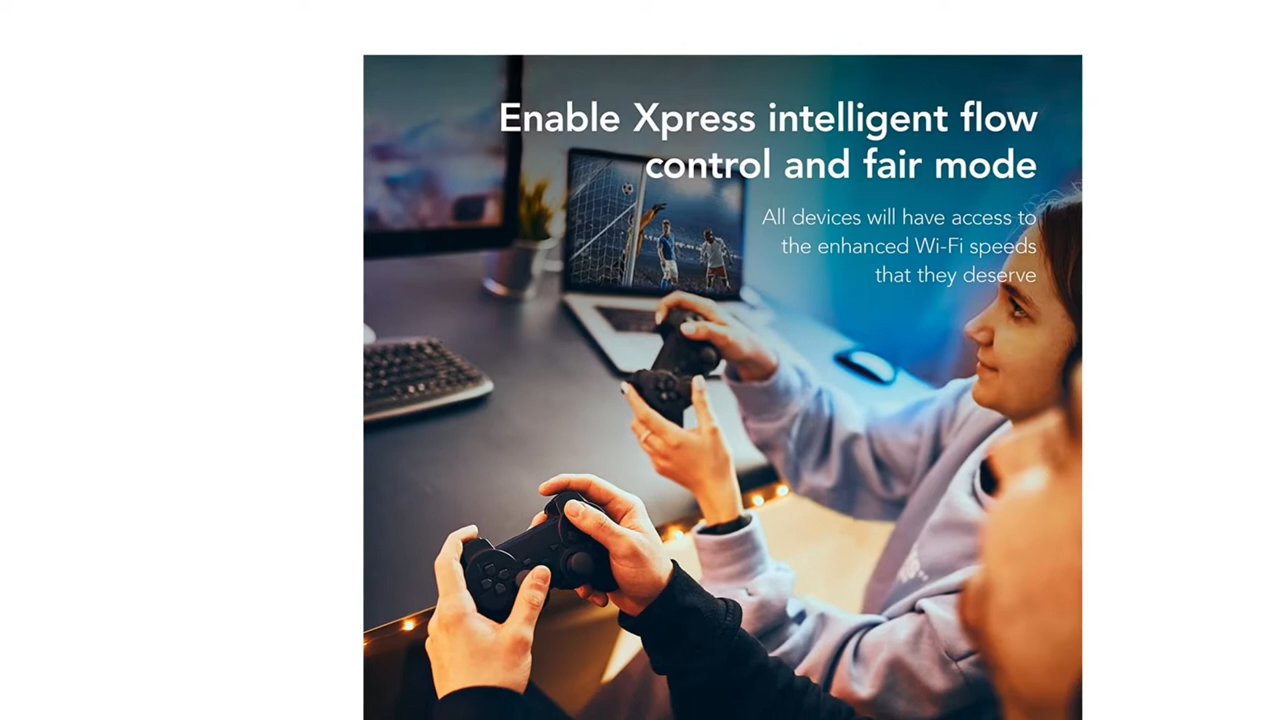 Enable Xpress intelligent flow
control and fair mode
All devices will have access to
the enhanced Wi-Fi speeds
that they deserve